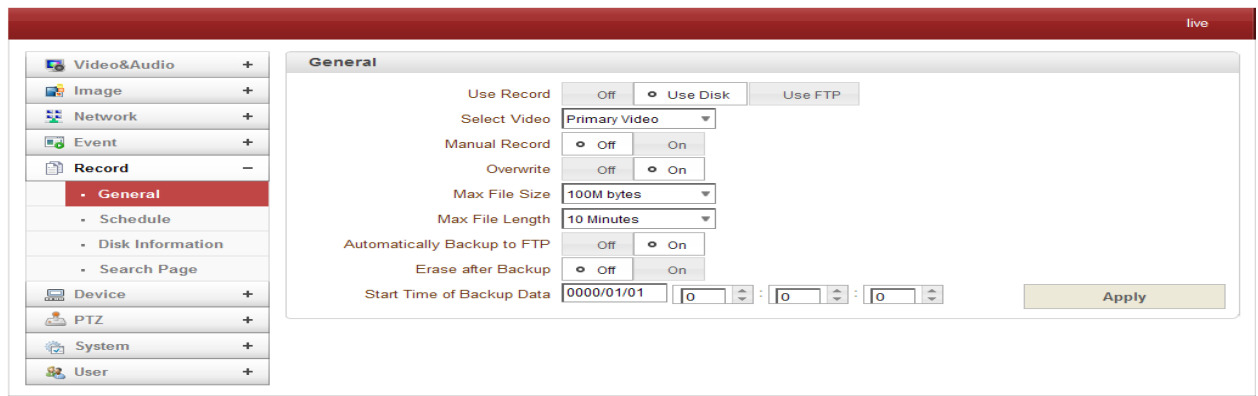 live
Video&Audio +
Image +
Network +
Event +
Record −
General
Schedule
Disk Information
Search Page
Device +
PTZ +
System +
User +
General
Use Record Off Use Disk Use FTP
Select Video Primary Video
Manual Record Off On
Overwrite Off On
Max File Size 100M bytes
Max File Length 10 Minutes
Automatically Backup to FTP Off On
Erase after Backup Off On
Start Time of Backup Data 0000/01/01 0 : 0 : 0
Apply